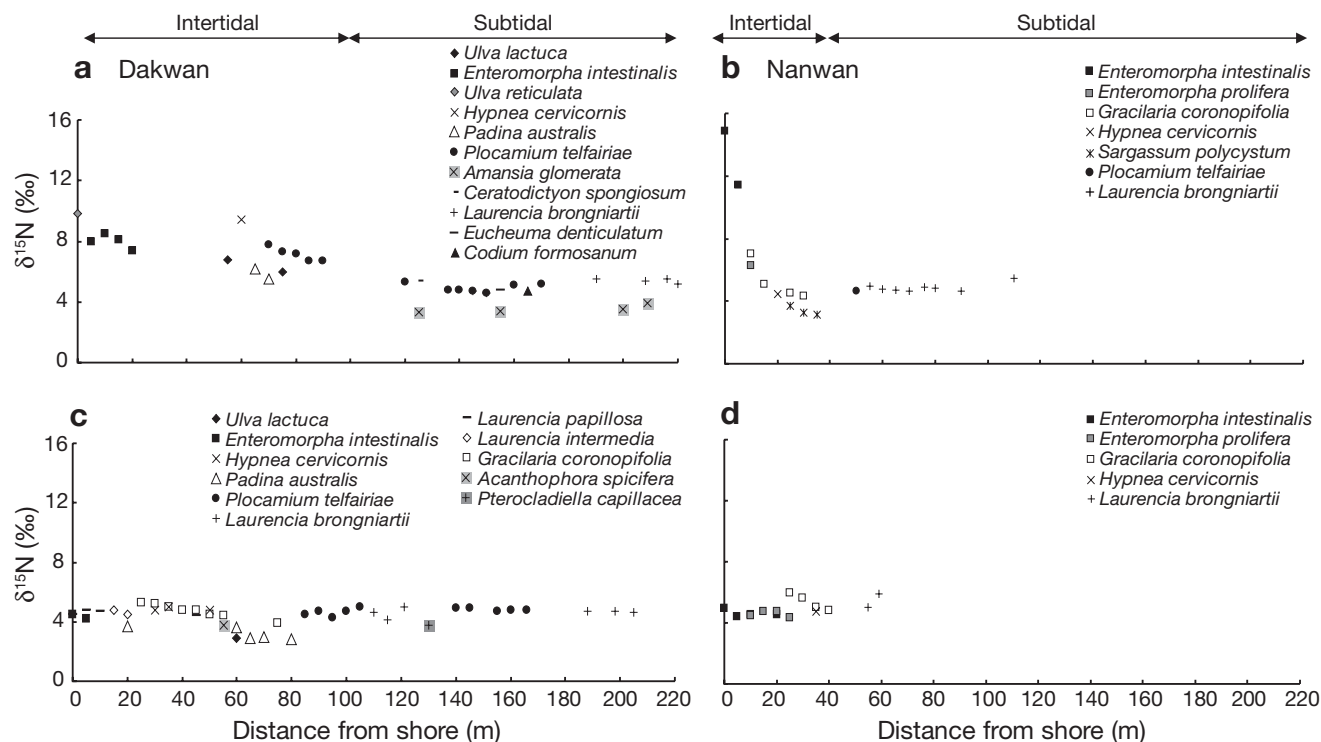 Intertidal Subtidal Intertidal Subtidal
a Dakwan
Ulva lactuca
Enteromorpha intestinalis
Ulva reticulata
Hypnea cervicornis
Padina australis
Plocamium telfairiae
Amansia glomerata
Ceratodictyon spongiosum
Laurencia brongniartii
Eucheuma denticulatum
Codium formosanum
16
12
8
4
0
δ15N (‰)
b Nanwan
Enteromorpha intestinalis
Enteromorpha prolifera
Gracilaria coronopifolia
Hypnea cervicornis
Sargassum polycystum
Plocamium telfairiae
Laurencia brongniartii
c
Ulva lactuca
Enteromorpha intestinalis
Hypnea cervicornis
Padina australis
Plocamium telfairiae
Laurencia brongniartii
Laurencia papillosa
Laurencia intermedia
Gracilaria coronopifolia
Acanthophora spicifera
Pterocladiella capillacea
16
12
8
4
0
δ15N (‰)
0 20 40 60 80 100 120 140 160 180 200 220
Distance from shore (m)
d
Enteromorpha intestinalis
Enteromorpha prolifera
Gracilaria coronopifolia
Hypnea cervicornis
Laurencia brongniartii
0 20 40 60 80 100 120 140 160 180 200 220
Distance from shore (m)